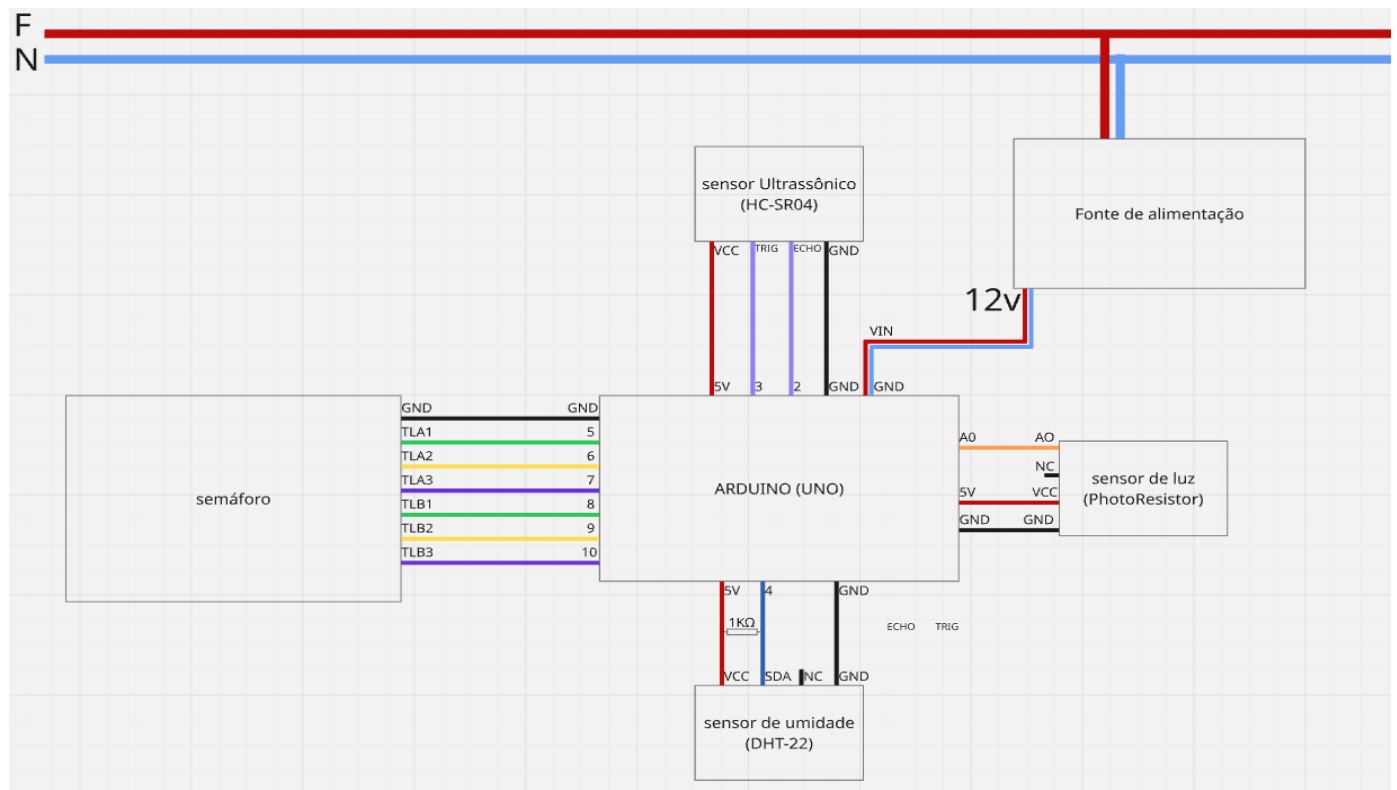 F
N
sensor Ultrassônico
(HC-SR04)
Fonte de alimentação
VCC TRIG ECHO GND
12v
VIN
5V 3 2 GND GND
GND GND
TLA1 5
TLA2 6
TLA3 7
TLB1 8
TLB2 9
TLB3 10
semáforo
ARDUINO (UNO)
A0 AO
NC
5V VCC
GND GND
sensor de luz
(PhotoResistor)
5V 4 GND
1KΩ
ECHO TRIG
VCC SDA NC GND
sensor de umidade
(DHT-22)